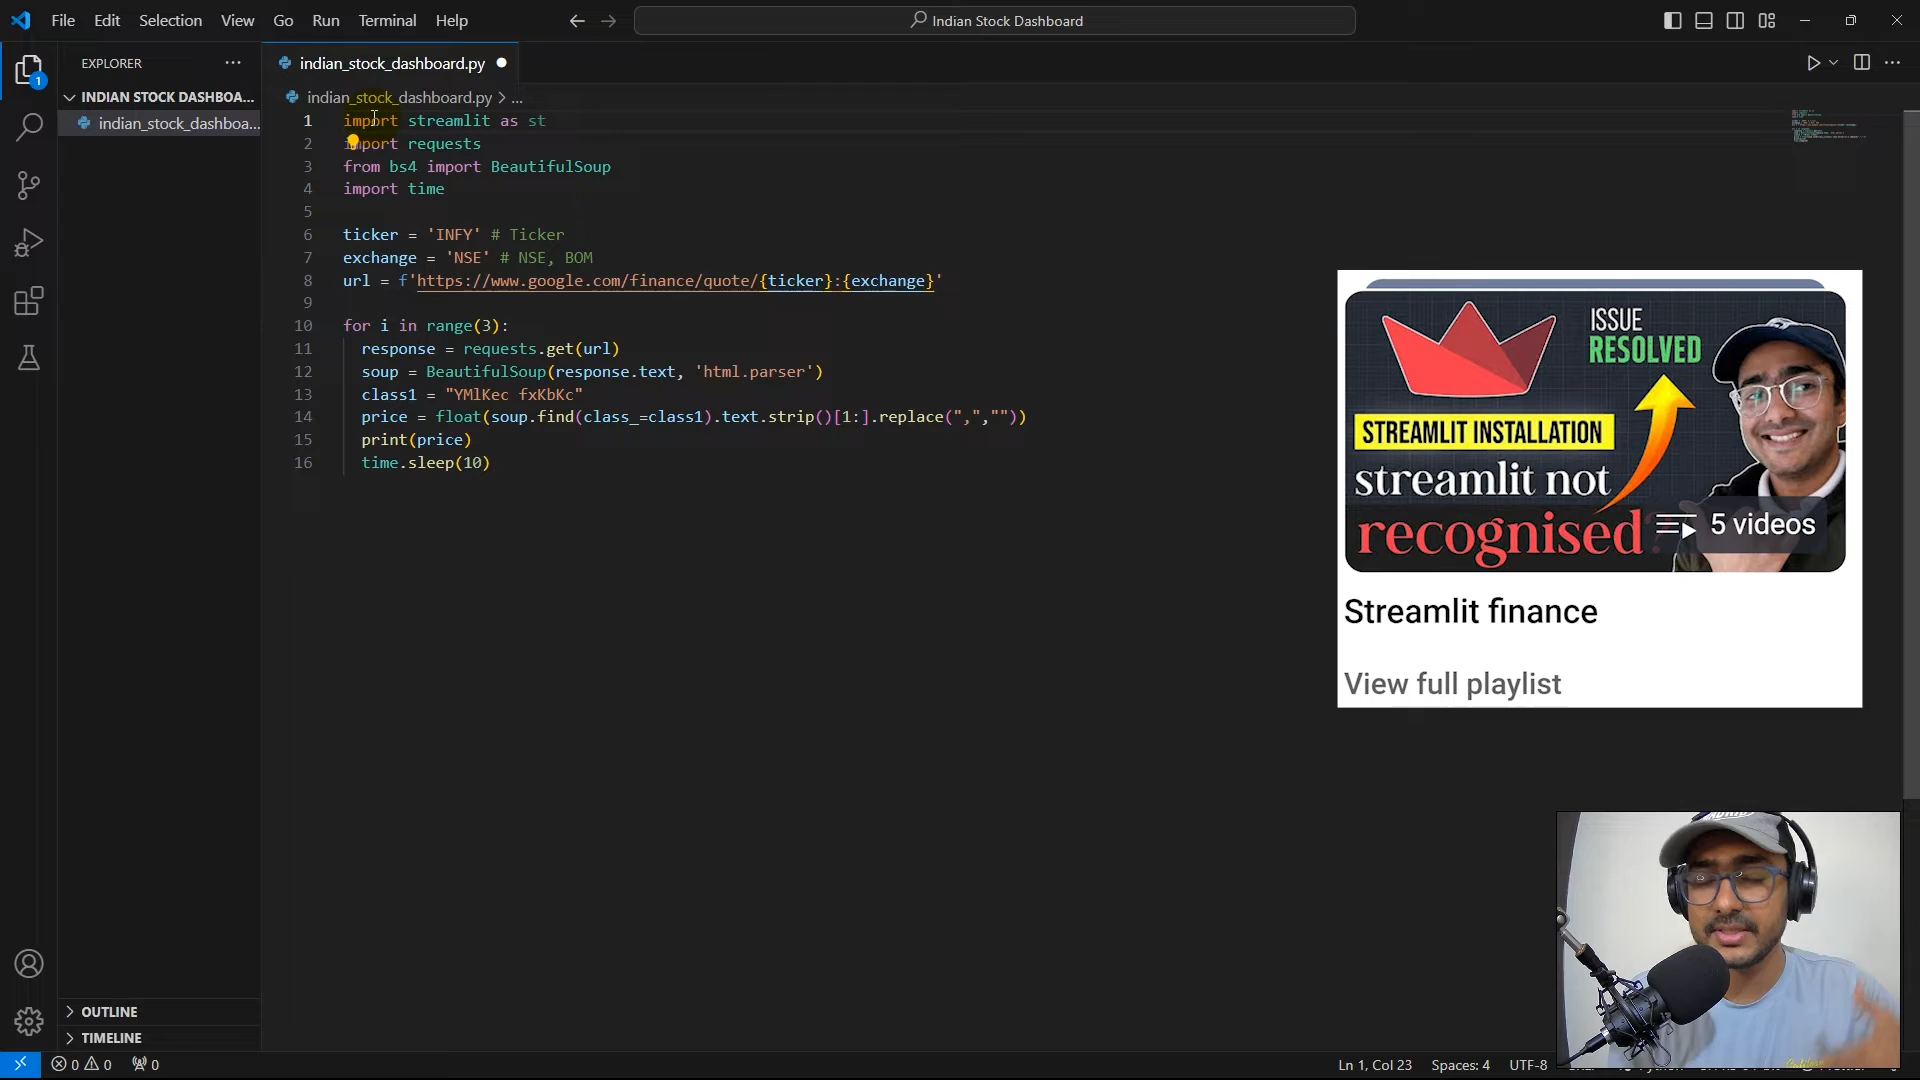 File Edit Selection View Go Run Terminal Help
Indian Stock Dashboard
EXPLORER
1
INDIAN STOCK DASHBOA...
indian_stock_dashboa...
indian_stock_dashboard.py
indian_stock_dashboard.py > ...
1 import streamlit as st
2 import requests
3 from bs4 import BeautifulSoup
4 import time
5
6 ticker = 'INFY' # Ticker
7 exchange = 'NSE' # NSE, BOM
8 url = f'https://www.google.com/finance/quote/{ticker}:{exchange}'
9
10 for i in range(3):
11 response = requests.get(url)
12 soup = BeautifulSoup(response.text, 'html.parser')
13 class1 = "YMlKec fxKbKc"
14 price = float(soup.find(class_=class1).text.strip()[1:].replace(",",""))
15 print(price)
16 time.sleep(10)
ISSUE
RESOLVED
STREAMLIT INSTALLATION
streamlit not
recognised?
5 videos
Streamlit finance
View full playlist
OUTLINE
TIMELINE
0 0 0
Ln 1, Col 23 Spaces: 4 UTF-8